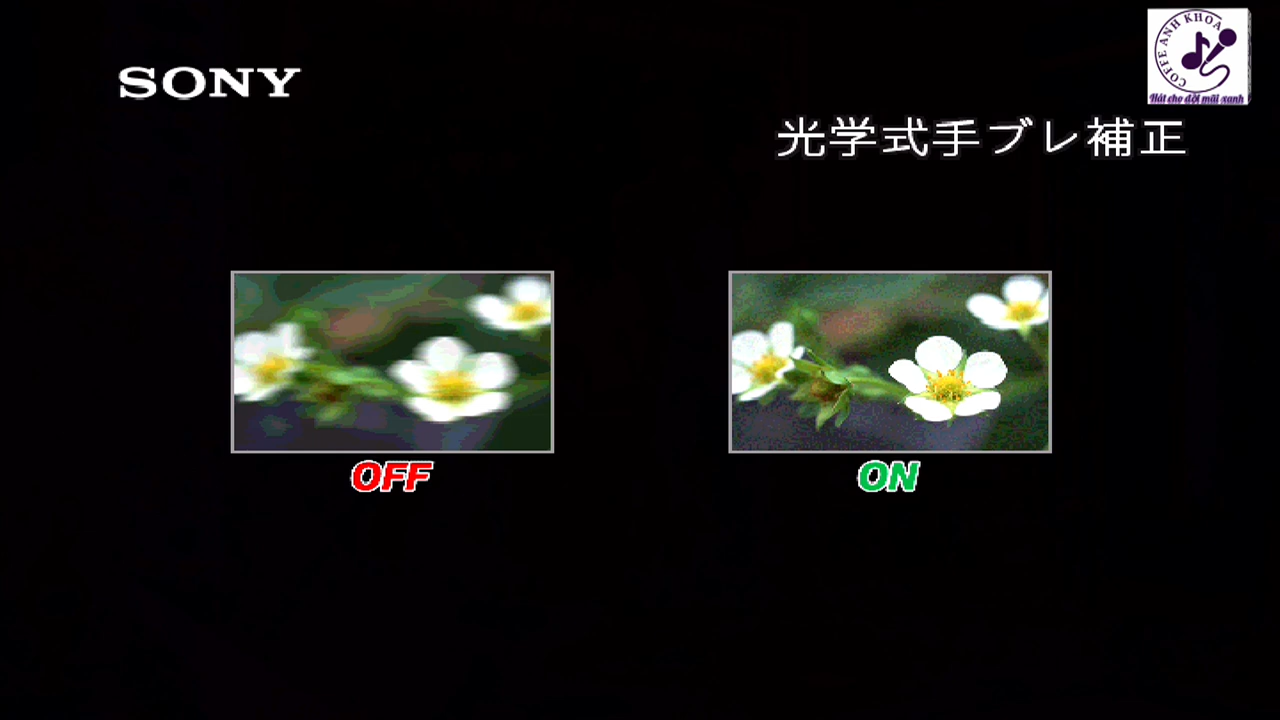 SONY
COFFE ANH KHOA
Hát cho đời mãi xanh
光学式手ブレ補正
OFF
ON